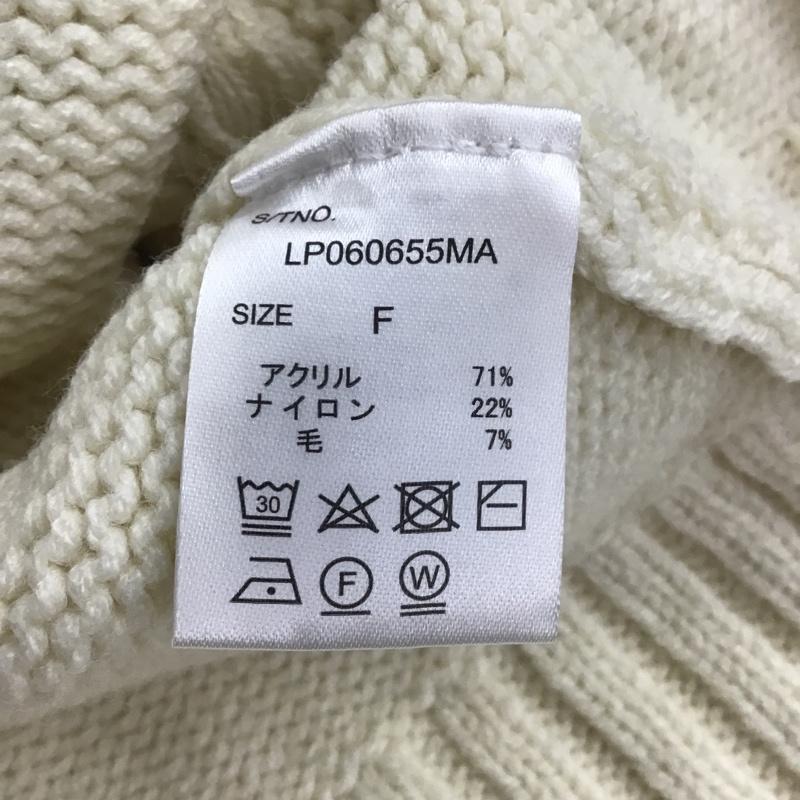 S/TNO.
LP060655MA
SIZE F
アクリル 71%
ナイロン 22%
毛 7%
30
F W